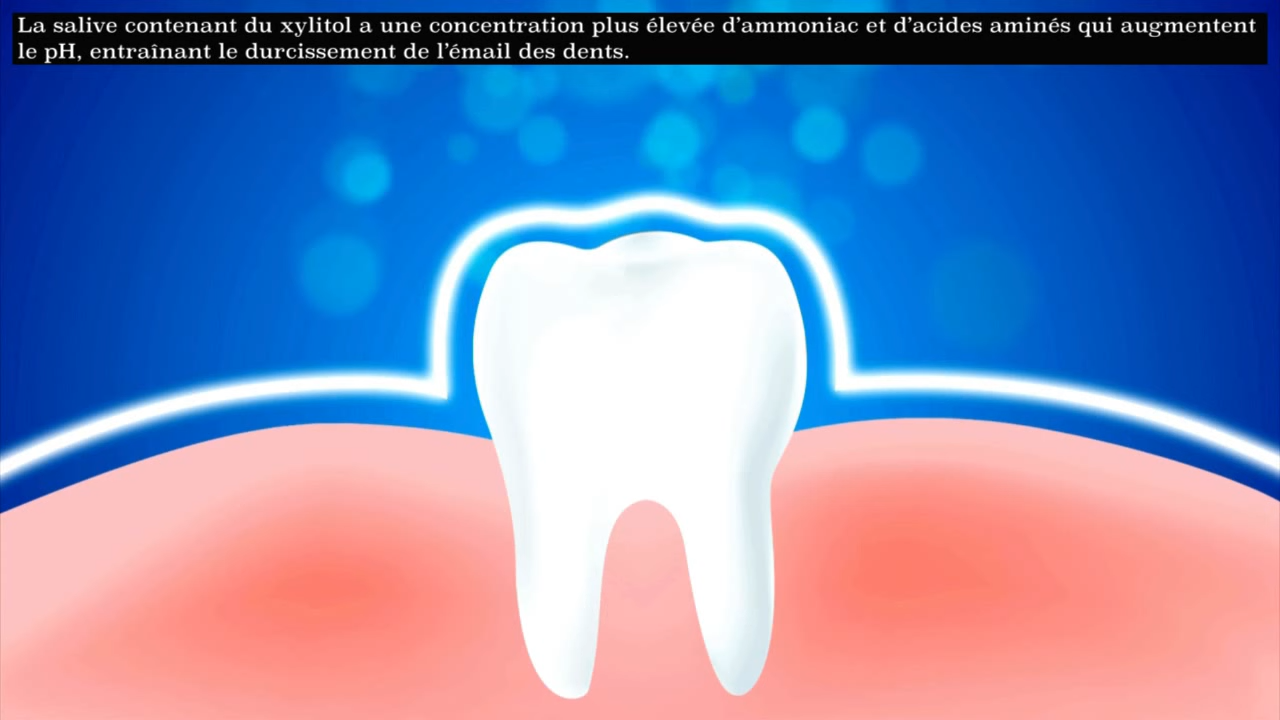 La salive contenant du xylitol a une concentration plus élevée d’ammoniac et d’acides aminés qui augmentent
le pH, entraînant le durcissement de l’émail des dents.